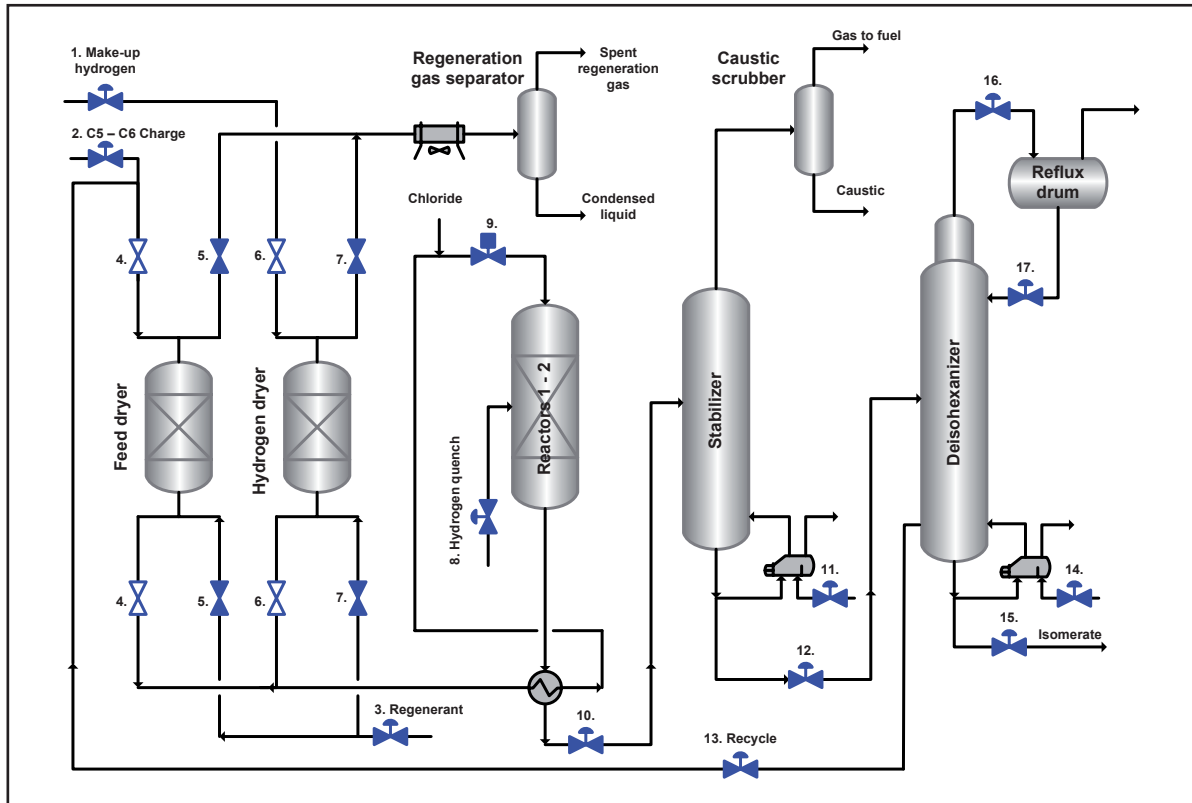 1. Make-up
hydrogen
2. C5 – C6 Charge
Regeneration
gas separator
Spent
regeneration
gas
Condensed
liquid
Caustic
scrubber
Gas to fuel
Caustic
16.
Reflux
drum
17.
Chloride
9.
4.
5.
6.
7.
Feed dryer
Hydrogen dryer
Reactors 1 - 2
8. Hydrogen quench
Stabilizer
Deisohexanizer
4.
5.
6.
7.
11.
14.
12.
15.
Isomerate
3. Regenerant
10.
13. Recycle